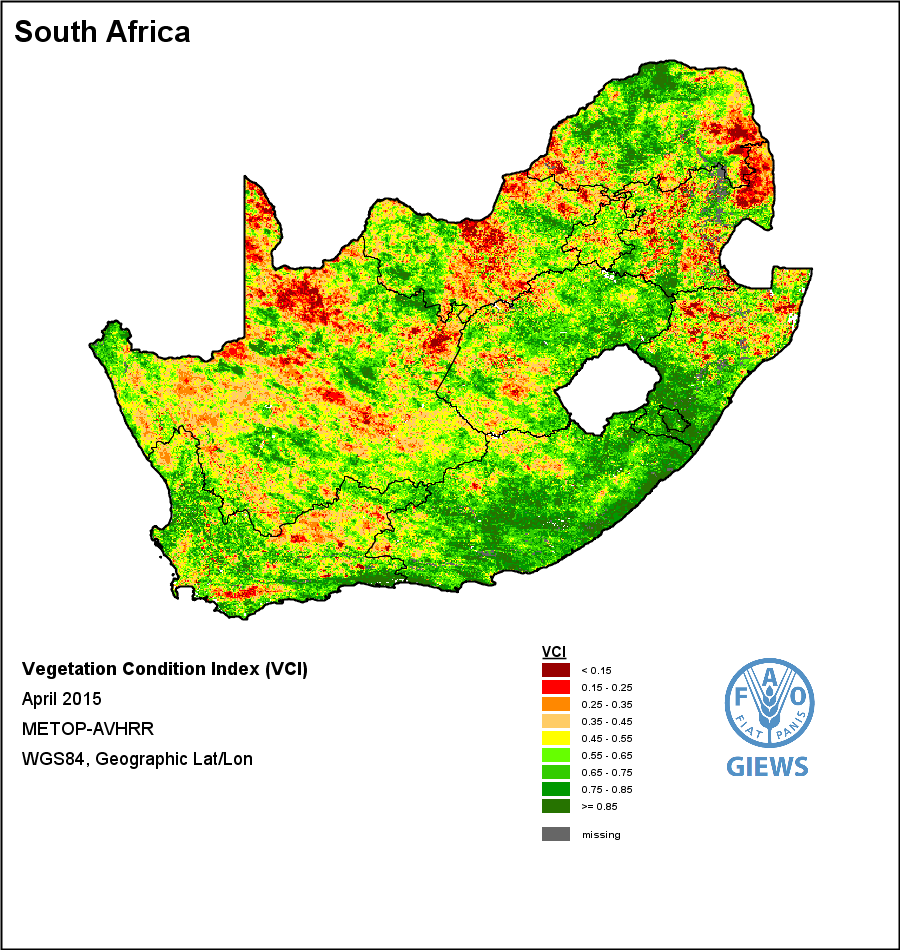 South Africa
Vegetation Condition Index (VCI)
April 2015
METOP-AVHRR
WGS84, Geographic Lat/Lon
VCI
< 0.15
0.15 - 0.25
0.25 - 0.35
0.35 - 0.45
0.45 - 0.55
0.55 - 0.65
0.65 - 0.75
0.75 - 0.85
>= 0.85
missing
F A O
FIAT PANIS
GIEWS